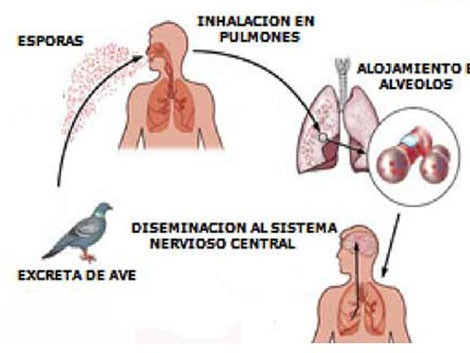 INHALACION EN
PULMONES
ESPORAS
ALOJAMIENTO E
ALVEOLOS
DISEMINACION AL SISTEMA
NERVIOSO CENTRAL
EXCRETA DE AVE